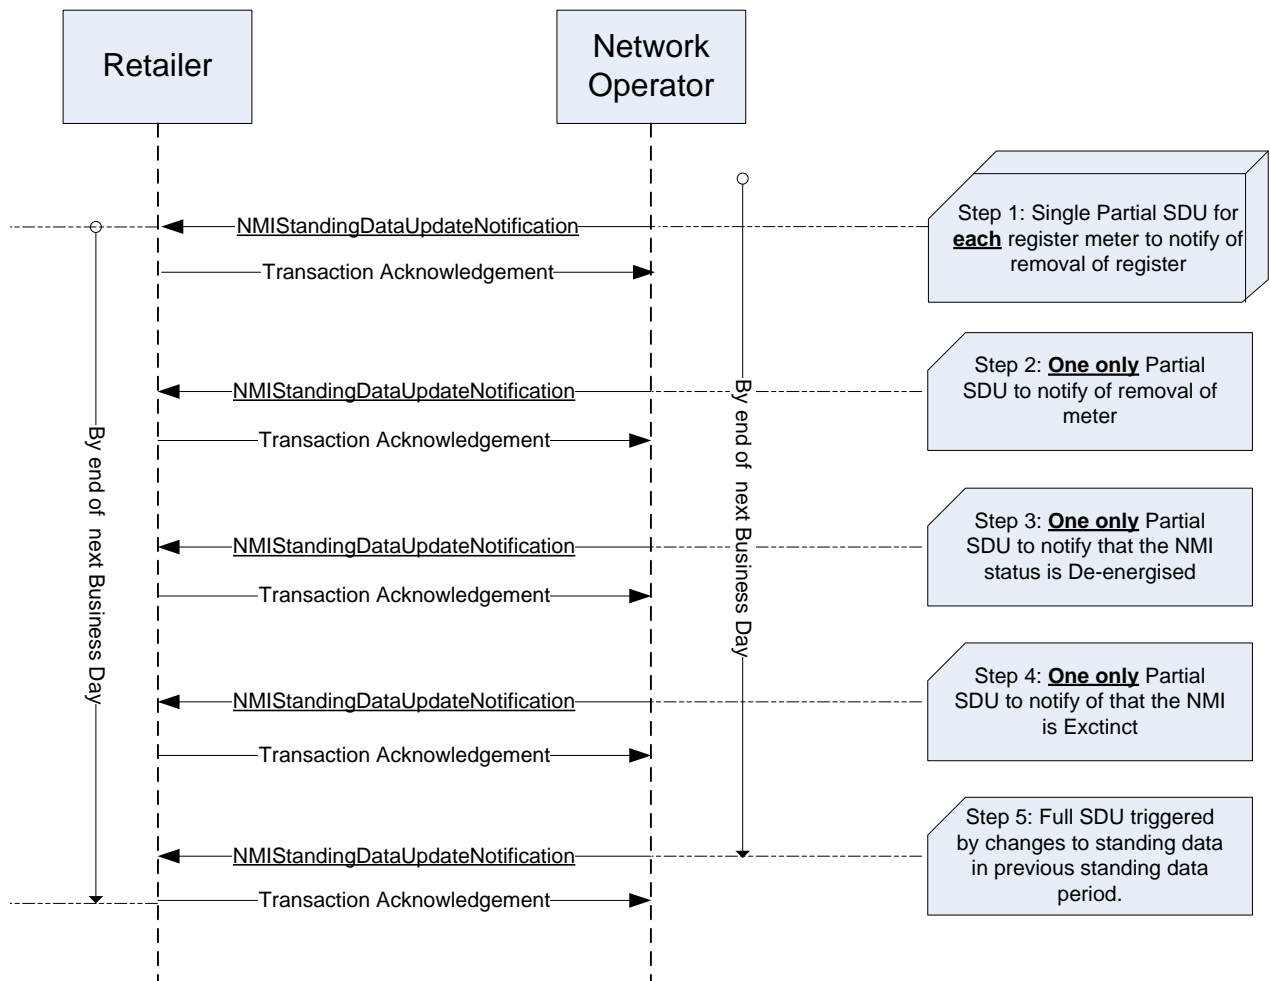 Retailer
Network
Operator
NMIStandingDataUpdateNotification
Transaction Acknowledgement
Step 1: Single Partial SDU for
each register meter to notify of
removal of register
NMIStandingDataUpdateNotification
Transaction Acknowledgement
Step 2: One only Partial
SDU to notify of removal of
meter
By end of next Business Day
By end of next Business Day
NMIStandingDataUpdateNotification
Transaction Acknowledgement
Step 3: One only Partial
SDU to notify that the NMI
status is De-energised
NMIStandingDataUpdateNotification
Transaction Acknowledgement
Step 4: One only Partial
SDU to notify of that the NMI
is Exctinct
NMIStandingDataUpdateNotification
Transaction Acknowledgement
Step 5: Full SDU triggered
by changes to standing data
in previous standing data
period.